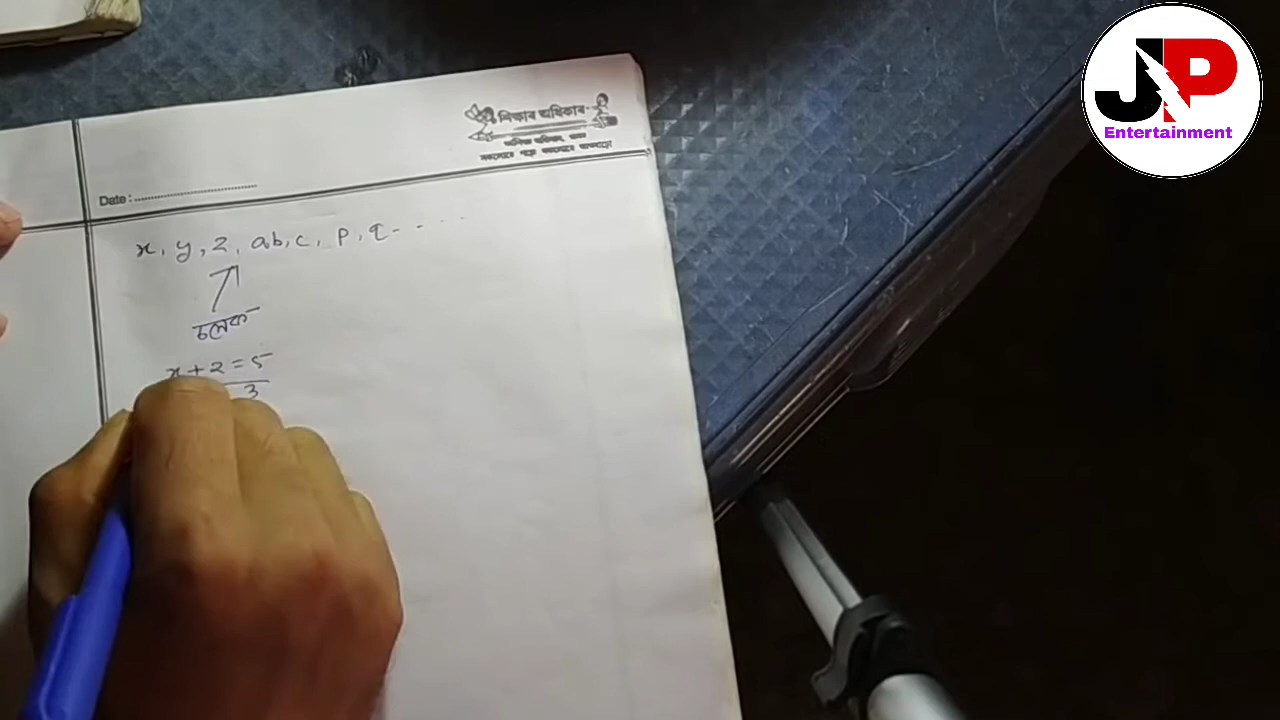 JP
Entertainment
শিক্ষাৰ অধিকাৰ
Date :
x, y, z, a, b, c, p, q - - ....
চলক
x + 2 = 5
3